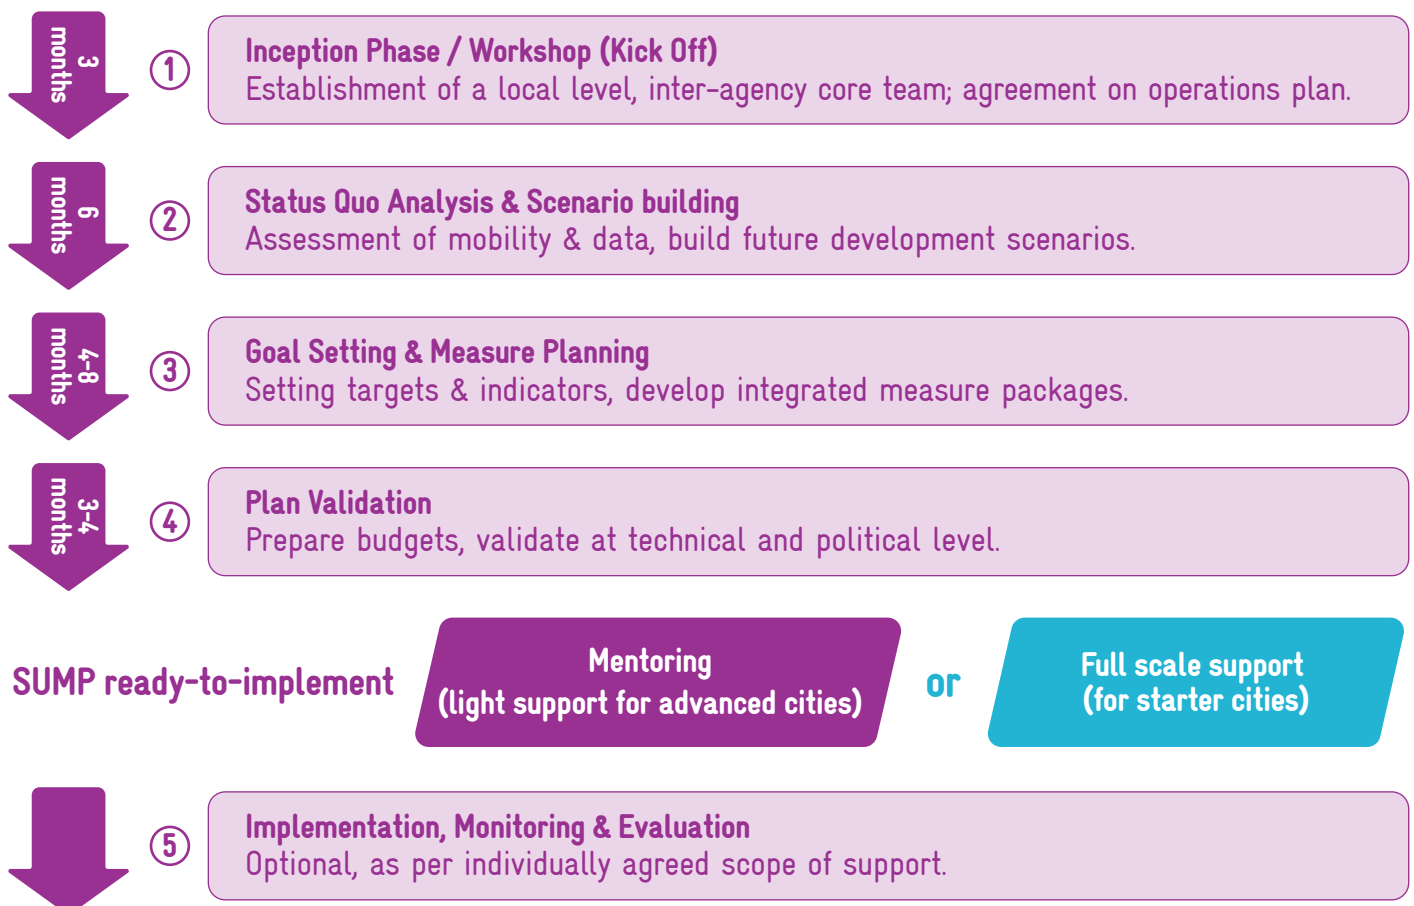 3
months
1
Inception Phase / Workshop (Kick Off)
Establishment of a local level, inter-agency core team; agreement on operations plan.
6
months
2
Status Quo Analysis & Scenario building
Assessment of mobility & data, build future development scenarios.
4-8
months
3
Goal Setting & Measure Planning
Setting targets & indicators, develop integrated measure packages.
3-4
months
4
Plan Validation
Prepare budgets, validate at technical and political level.
SUMP ready-to-implement
Mentoring
(light support for advanced cities)
or
Full scale support
(for starter cities)
5
Implementation, Monitoring & Evaluation
Optional, as per individually agreed scope of support.